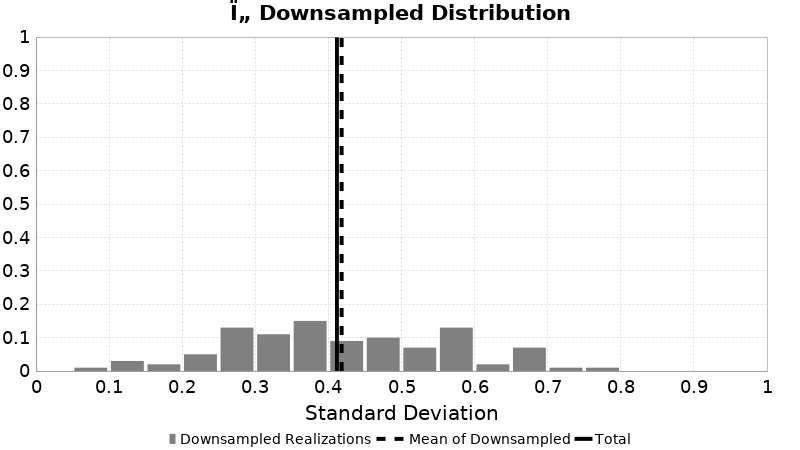 Ï„ Downsampled Distribution
1
0.9
0.8
0.7
0.6
0.5
0.4
0.3
0.2
0.1
0
0 0.1 0.2 0.3 0.4 0.5 0.6 0.7 0.8 0.9 1
Standard Deviation
Downsampled Realizations Mean of Downsampled Total